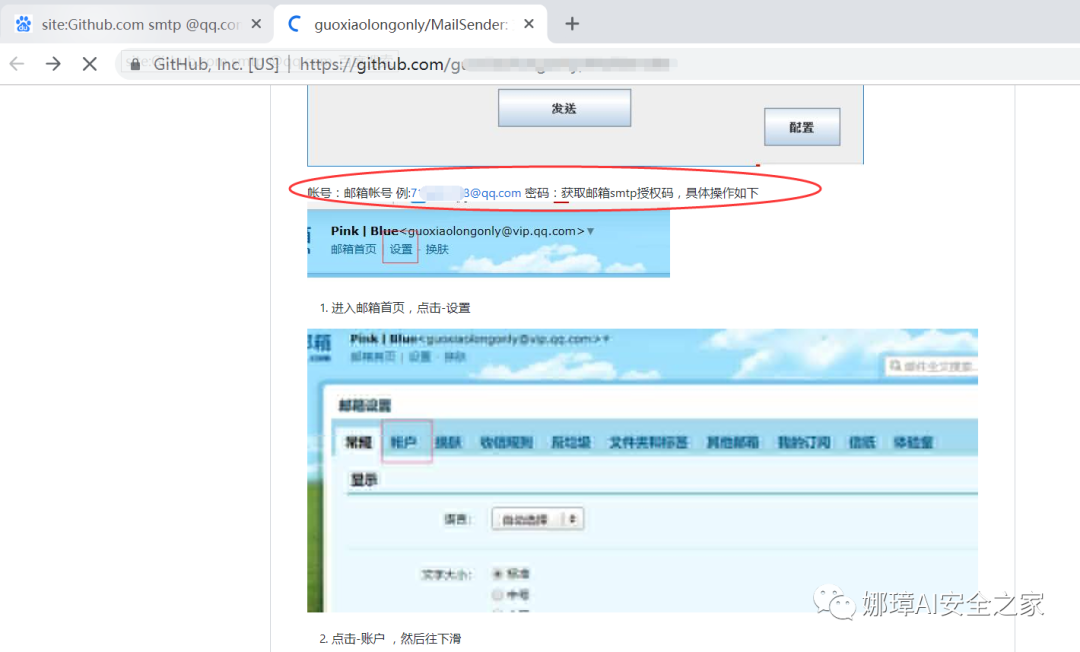 site:Github.com smtp @qq.co
guoxiaolongonly/MailSender:
GitHub, Inc. [US] | https://github.com/g
发送
配置
帐号：邮箱帐号 例:7 3@qq.com 密码：获取邮箱smtp授权码，具体操作如下
Pink | Blue<guoxiaolongonly@vip.qq.com>
邮箱首页 设置 - 换肤
1. 进入邮箱首页，点击-设置
邮箱
.com
Pink | Blue<guoxiaolongonly@vip.qq.com>
邮箱首页 | 设置 - 换肤
邮件全文搜索...
邮箱设置
常规 帐户 换肤 收信规则 反垃圾 文件夹和标签 其他邮箱 我的订阅 信纸 体验室
显示
语言: 自动选择
文字大小: 标准
中号
娜璋AI安全之家
2. 点击-账户 ，然后往下滑